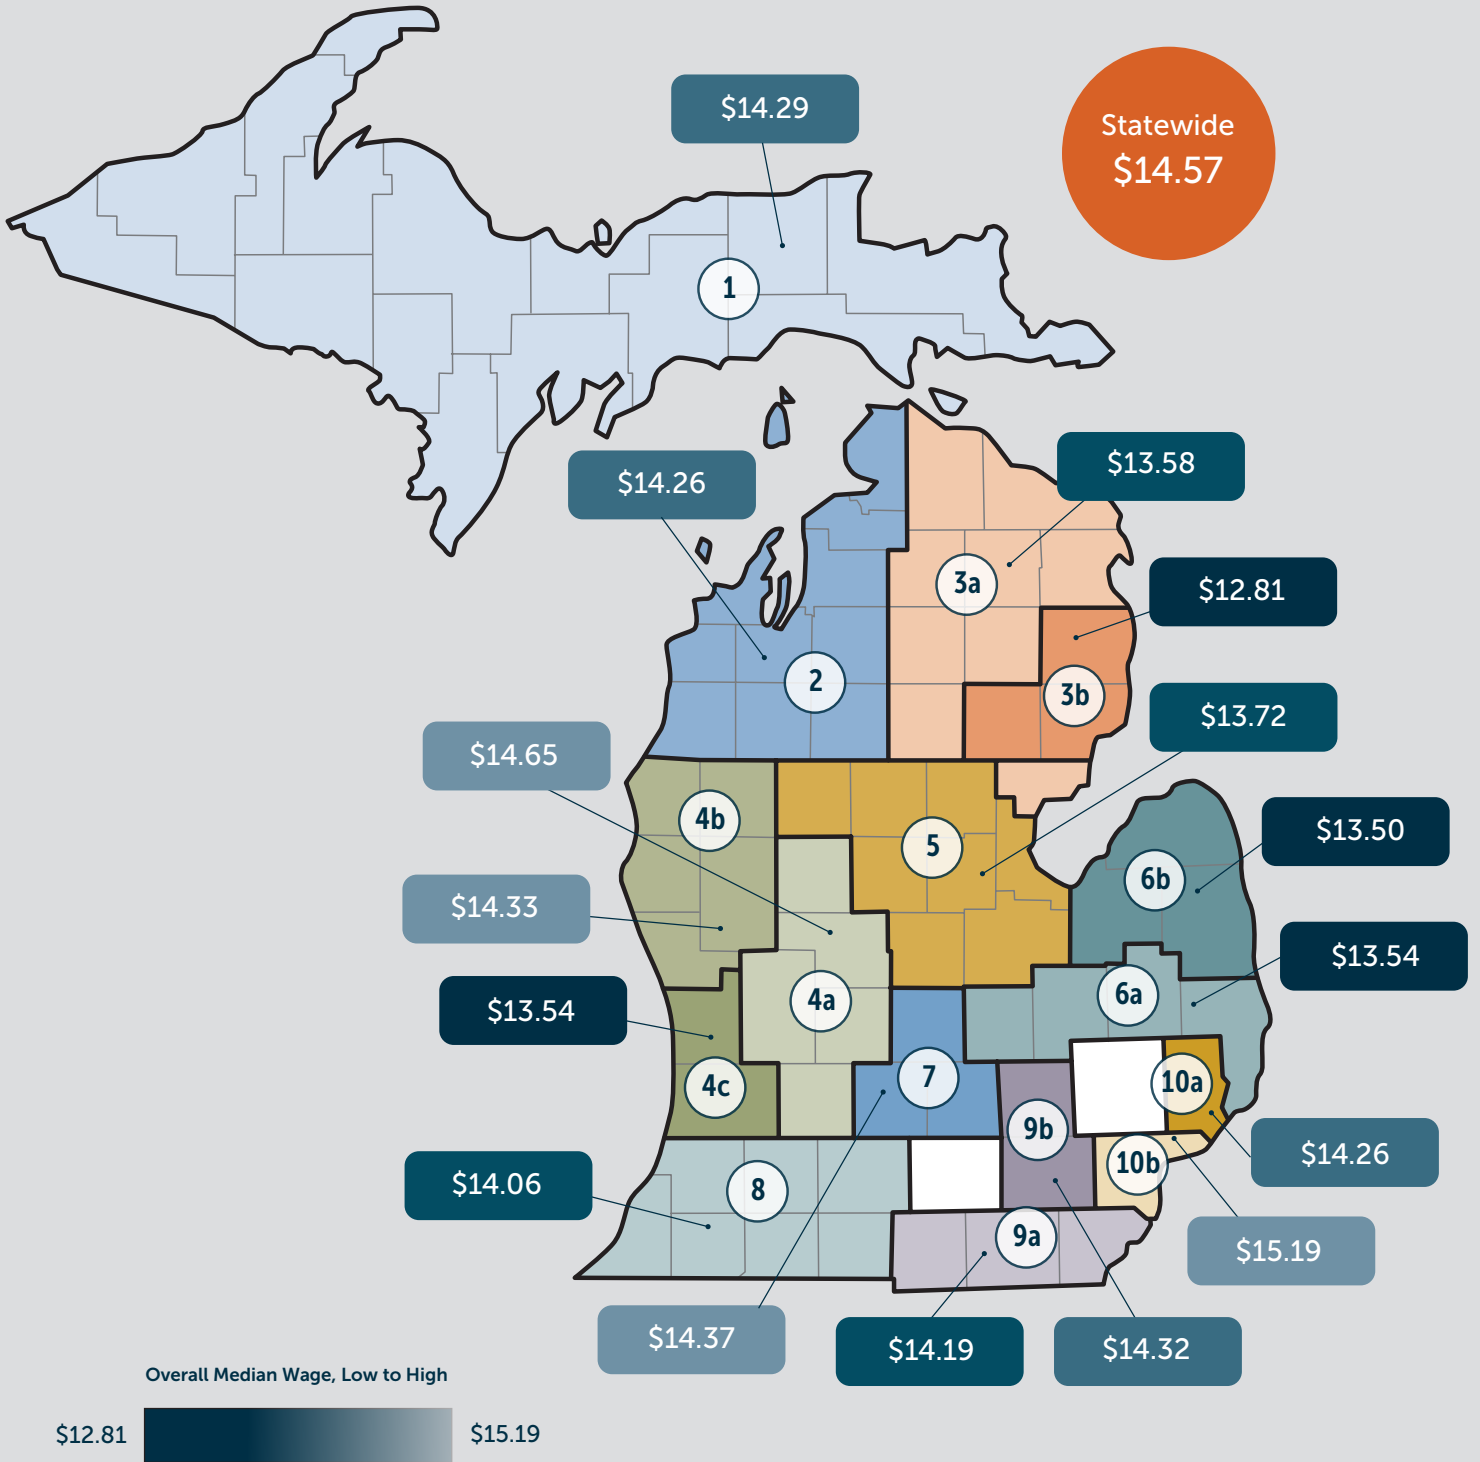 $14.29
Statewide
$14.57
1
$14.26
$13.58
3a
$12.81
2
3b
$13.72
$14.65
4b
5
$13.50
6b
$14.33
$13.54
4a
6a
$13.54
4c
7
10a
9b
$14.26
10b
$14.06
8
9a
$15.19
$14.37
$14.19
$14.32
Overall Median Wage, Low to High
$12.81
$15.19